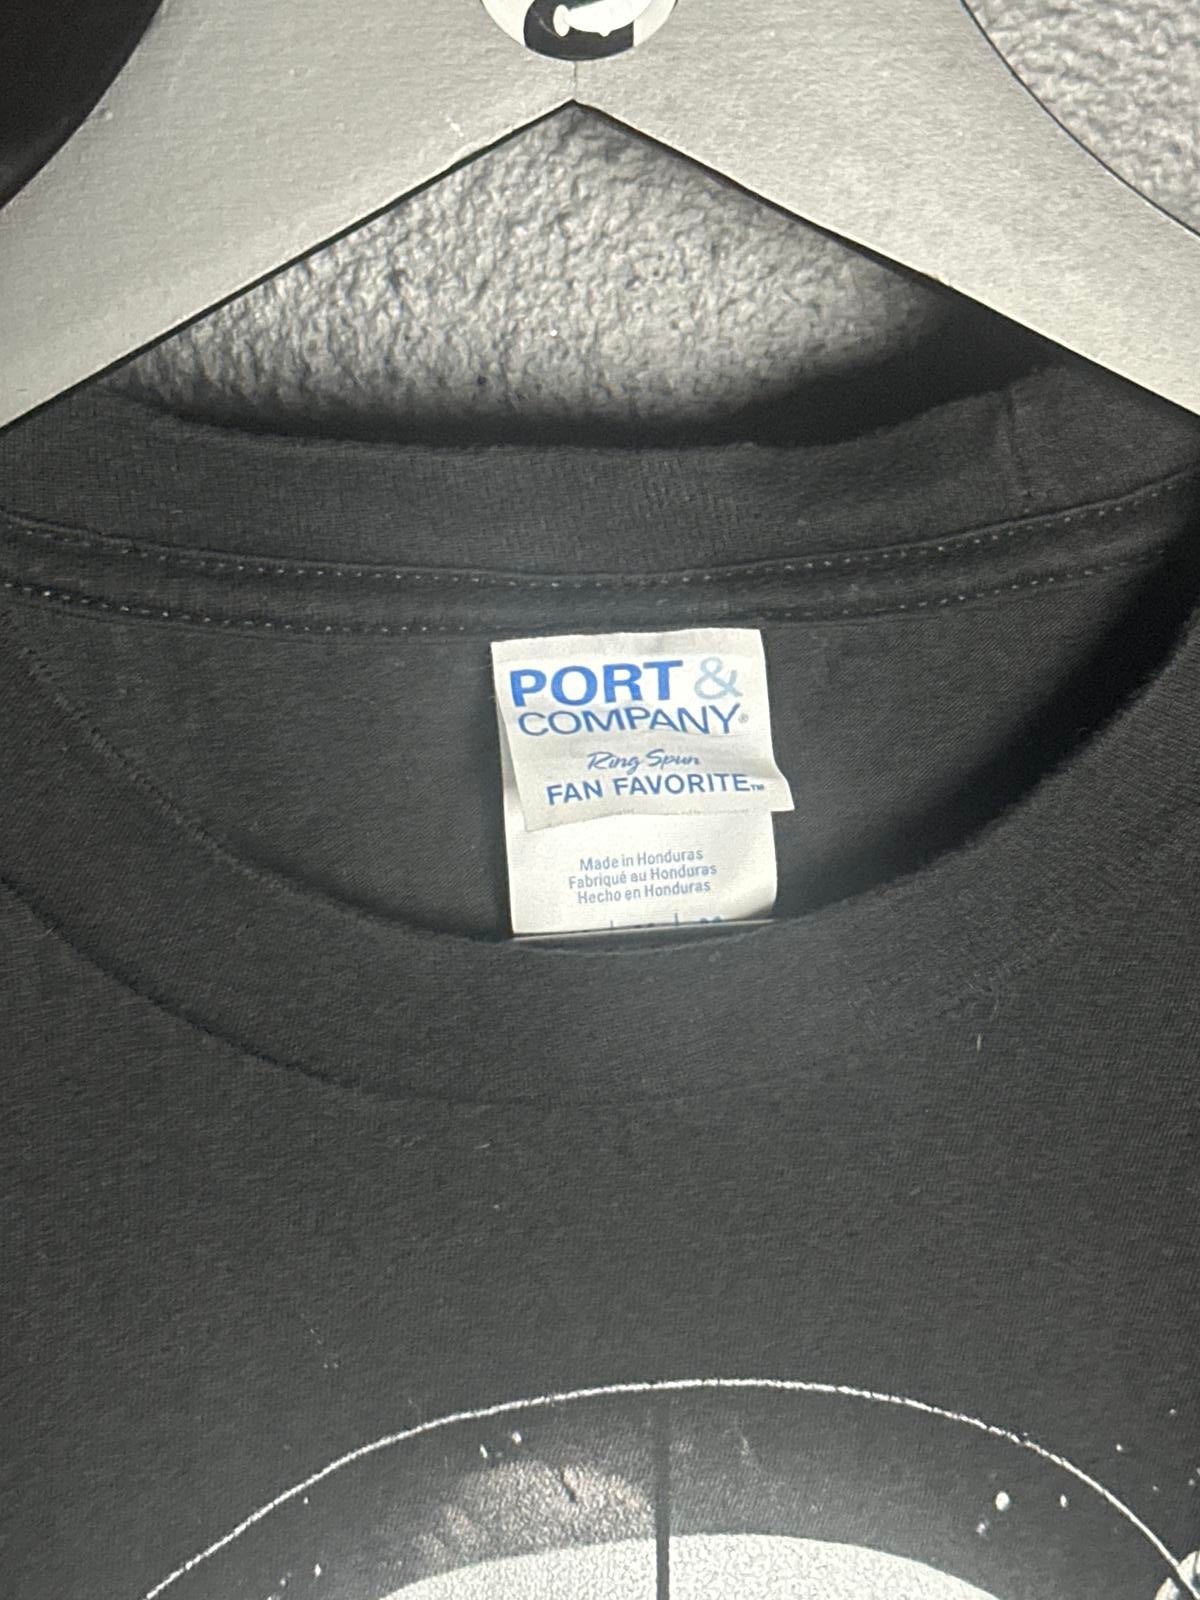 PORT &
COMPANY®
Ring Spun
FAN FAVORITE™
Made in Honduras
Fabriqué au Honduras
Hecho en Honduras